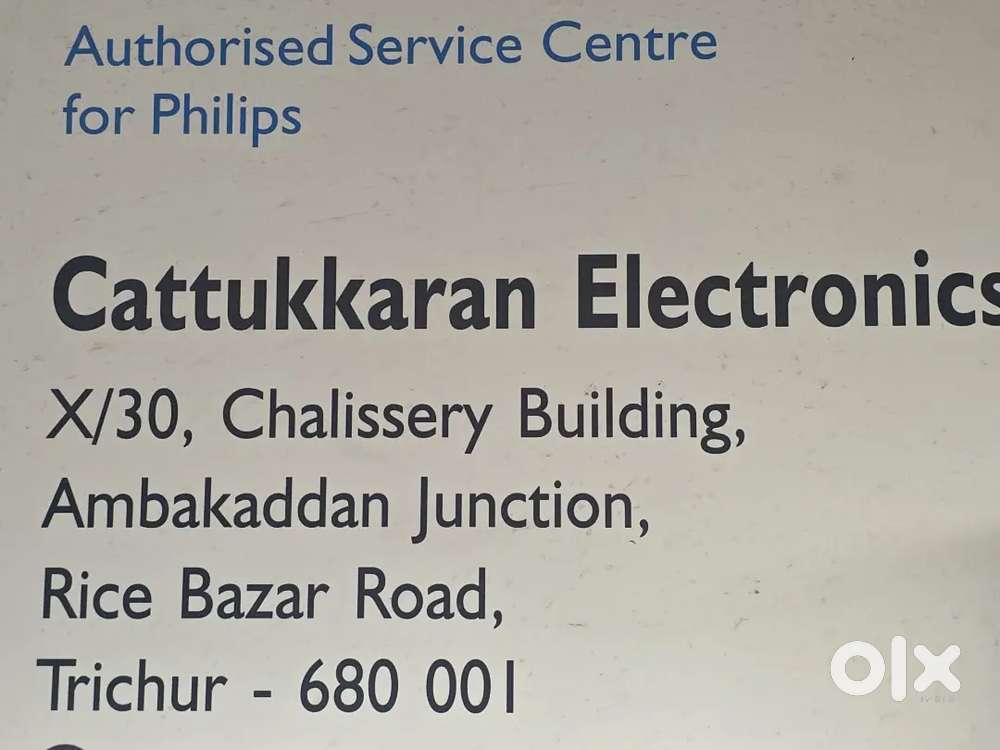 Authorised Service Centre
for Philips
Cattukkaran Electronics
X/30, Chalissery Building,
Ambakaddan Junction,
Rice Bazar Road,
Trichur - 680 001
olx